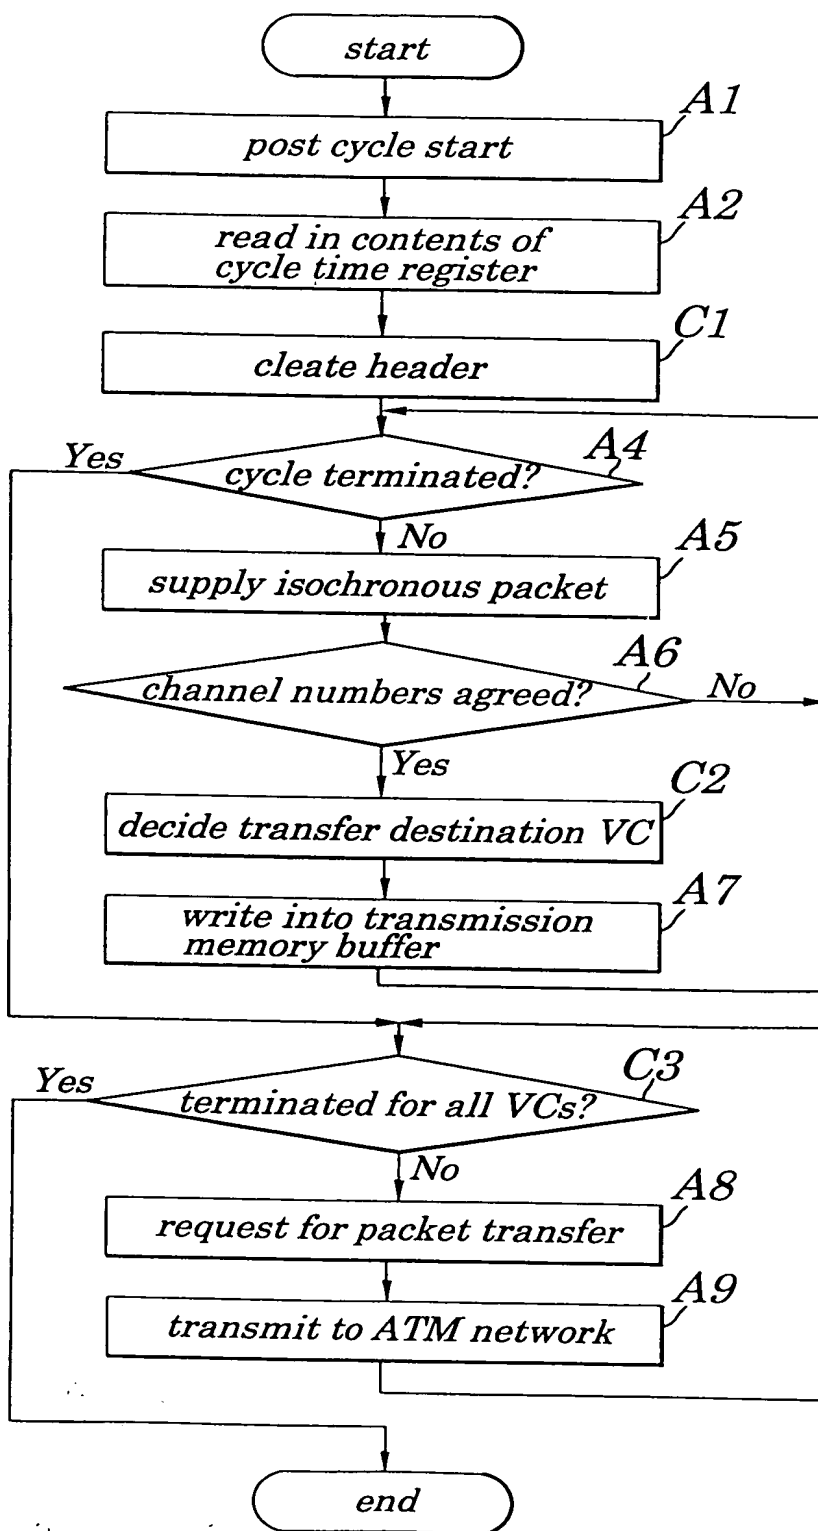 start
A1
post cycle start
A2
read in contents of
cycle time register
C1
cleate header
A4
Yes
cycle terminated?
No
A5
supply isochronous packet
A6
channel numbers agreed?
No
Yes
C2
decide transfer destination VC
A7
write into transmission
memory buffer
C3
Yes
terminated for all VCs?
No
A8
request for packet transfer
A9
transmit to ATM network
end